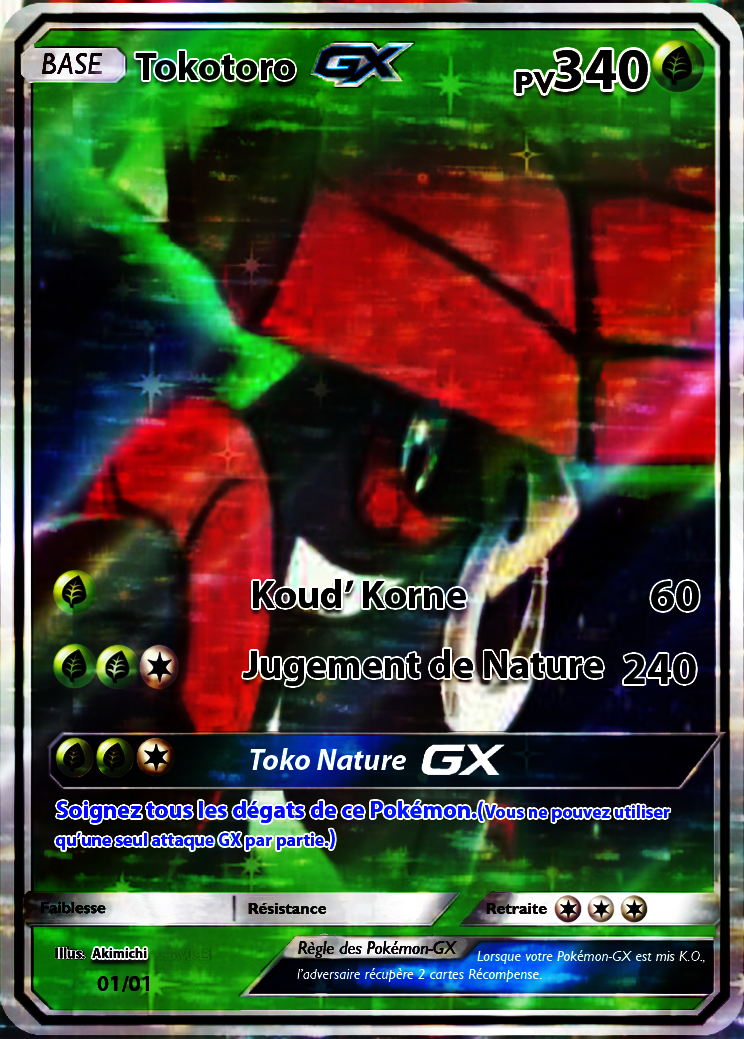 BASE Tokotoro GX PV340
Koud' Korne 60
Jugement de Nature 240
Toko Nature GX
Soignez tous les dégats de ce Pokémon.(Vous ne pouvez utiliser
qu'une seul attaque GX par partie.)
Faiblesse Résistance Retraite
Illus. Akimichi
01/01
Règle des Pokémon-GX Lorsque votre Pokémon-GX est mis K.O.,
l'adversaire récupère 2 cartes Récompense.